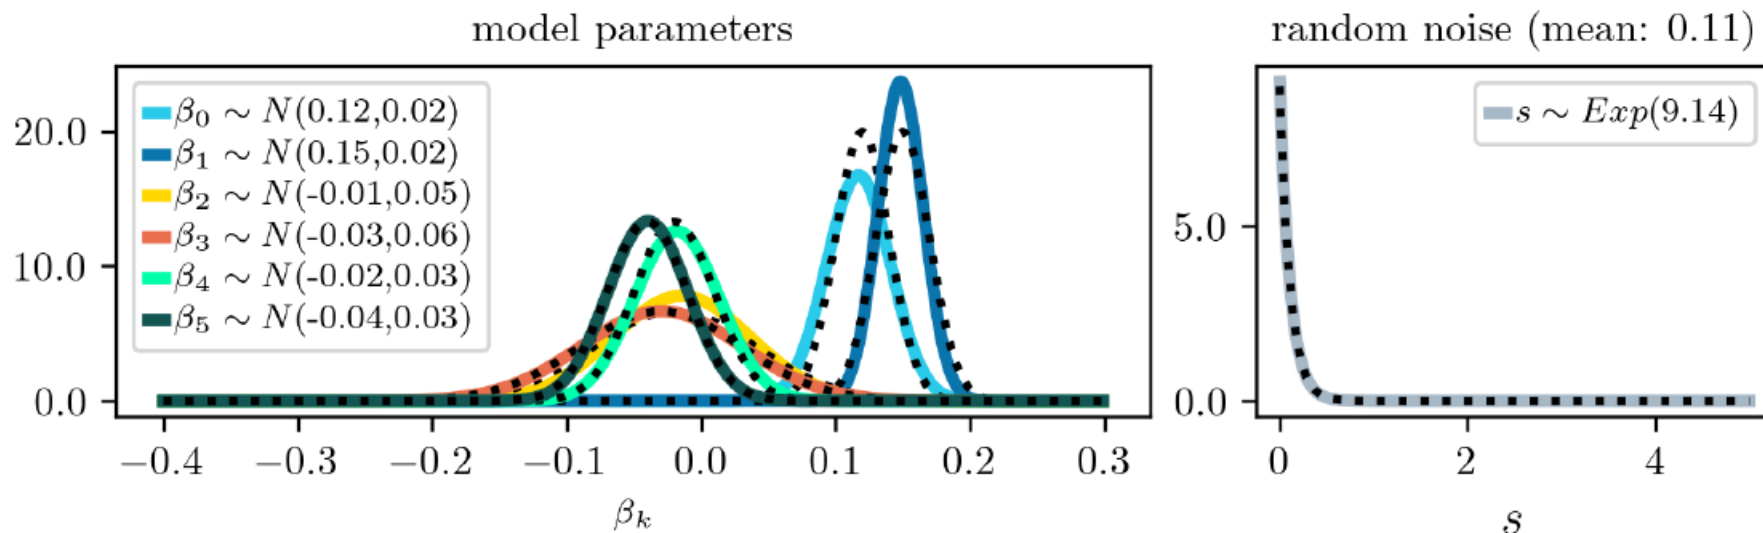 model parameters
β₀ ~ N(0.12,0.02)
β₁ ~ N(0.15,0.02)
β₂ ~ N(-0.01,0.05)
β₃ ~ N(-0.03,0.06)
β₄ ~ N(-0.02,0.03)
β₅ ~ N(-0.04,0.03)
20.0
10.0
0.0
−0.4 −0.3 −0.2 −0.1 0.0 0.1 0.2 0.3
βₖ
random noise (mean: 0.11)
s ~ Exp(9.14)
5.0
0.0
0 2 4
s